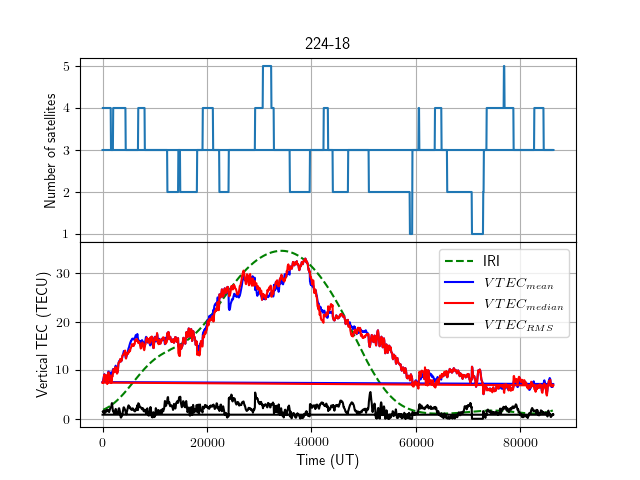 224-18
Number of satellites
5
4
3
2
1
Vertical TEC (TECU)
30
20
10
0
IRI
VTEC_mean
VTEC_median
VTEC_RMS
0 20000 40000 60000 80000
Time (UT)